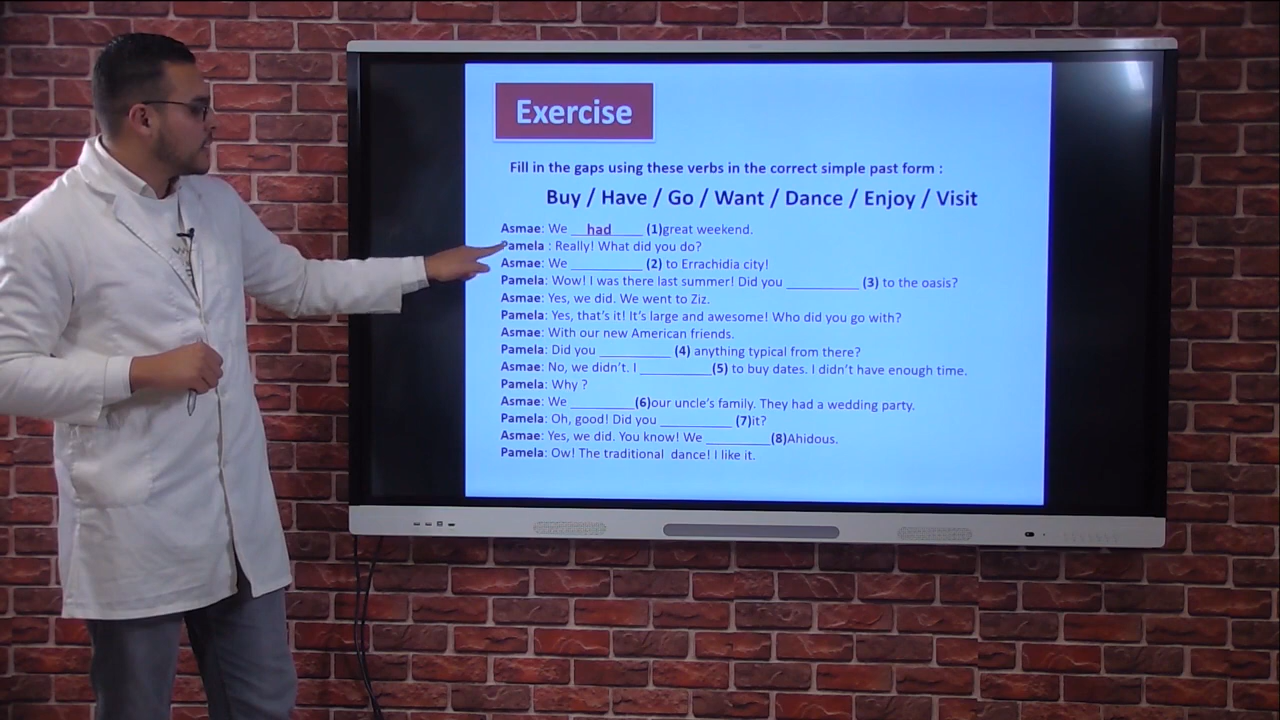 Exercise
Fill in the gaps using these verbs in the correct simple past form :
Buy / Have / Go / Want / Dance / Enjoy / Visit
Asmae: We ___had_____ (1)great weekend.
Pamela : Really! What did you do?
Asmae: We __________ (2) to Errachidia city!
Pamela: Wow! I was there last summer! Did you __________ (3) to the oasis?
Asmae: Yes, we did. We went to Ziz.
Pamela: Yes, that's it! It's large and awesome! Who did you go with?
Asmae: With our new American friends.
Pamela: Did you __________ (4) anything typical from there?
Asmae: No, we didn't. I __________(5) to buy dates. I didn't have enough time.
Pamela: Why ?
Asmae: We _________(6)our uncle's family. They had a wedding party.
Pamela: Oh, good! Did you __________ (7)it?
Asmae: Yes, we did. You know! We _________(8)Ahidous.
Pamela: Ow! The traditional dance! I like it.